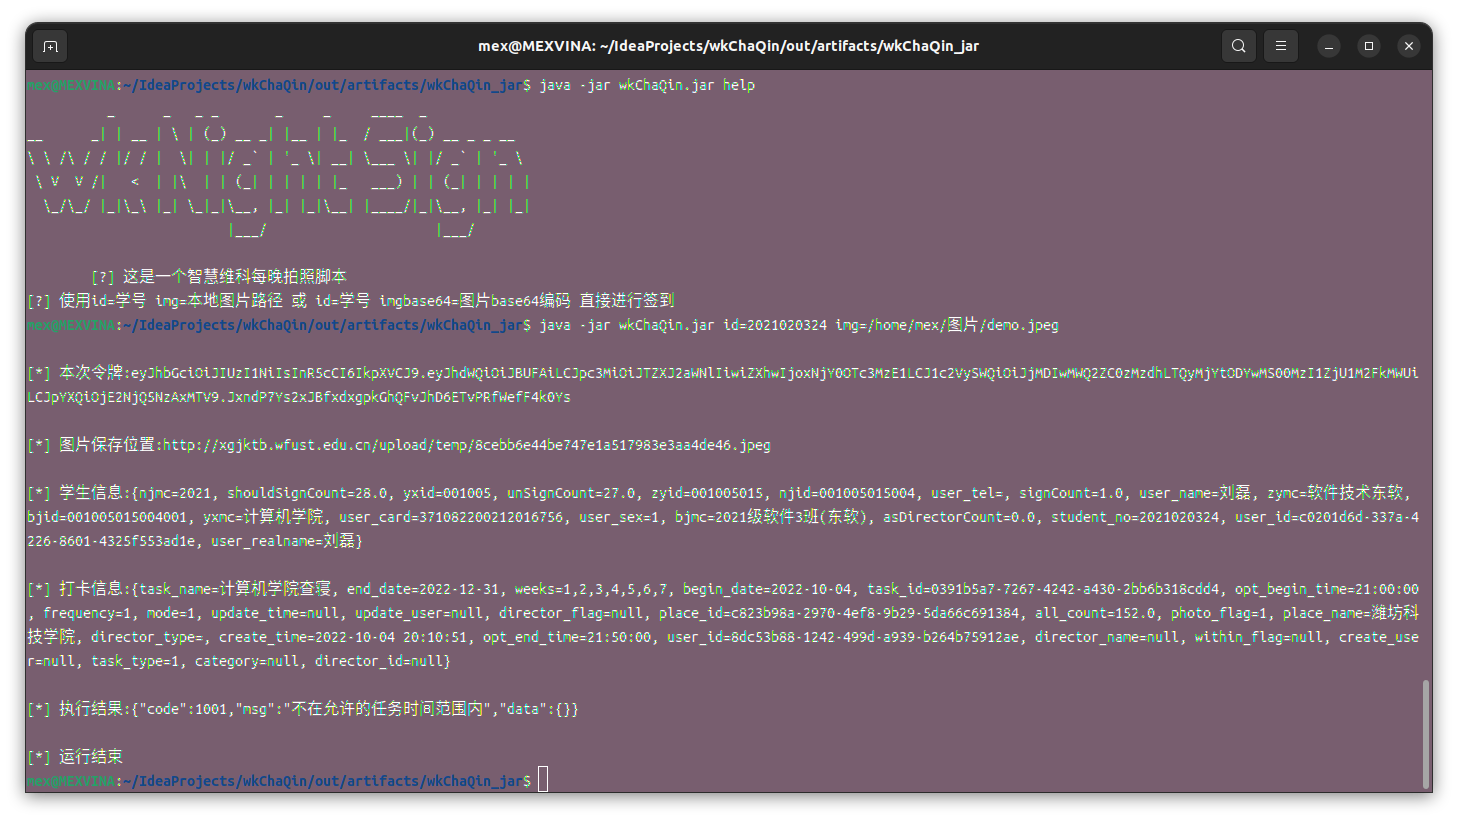 mex@MEXVINA: ~/IdeaProjects/wkChaQin/out/artifacts/wkChaQin_jar
mex@MEXVINA:~/IdeaProjects/wkChaQin/out/artifacts/wkChaQin_jar$ java -jar wkChaQin.jar help
wkNightSign
[?] 这是一个智慧维科每晚拍照脚本
[?] 使用id=学号 img=本地图片路径 或 id=学号 imgbase64=图片base64编码 直接进行签到
mex@MEXVINA:~/IdeaProjects/wkChaQin/out/artifacts/wkChaQin_jar$ java -jar wkChaQin.jar id=2021020324 img=/home/mex/图片/demo.jpeg
[*] 本次令牌:eyJhbGciOiJIUzI1NiIsInR5cCI6IkpXVCJ9.eyJhdWQiOiJBUFAiLCJpc3MiOiJTZXJ2aWNlIiwiZXhwIjoxNjY0OTc3MzE1LCJ1c2VySWQiOiJjMDIwMWQ2ZC0zMzdhLTQyMjYtODYwMS00MzI1ZjU1M2FkMWUi
LCJpYXQiOjE2NjQ5NzAxMTV9.JxndP7Ys2xJBfxdxgpkGhQFvJhD6ETvPRfWefF4k0Ys
[*] 图片保存位置:http://xgjktb.wfust.edu.cn/upload/temp/8cebb6e44be747e1a517983e3aa4de46.jpeg
[*] 学生信息:{njmc=2021, shouldSignCount=28.0, yxid=001005, unSignCount=27.0, zyid=001005015, njid=001005015004, user_tel=, signCount=1.0, user_name=刘磊, zymc=软件技术东软,
bjid=001005015004001, yxmc=计算机学院, user_card=371082200212016756, user_sex=1, bjmc=2021级软件3班(东软), asDirectorCount=0.0, student_no=2021020324, user_id=c0201d6d-337a-4
226-8601-4325f553ad1e, user_realname=刘磊}
[*] 打卡信息:{task_name=计算机学院查寝, end_date=2022-12-31, weeks=1,2,3,4,5,6,7, begin_date=2022-10-04, task_id=0391b5a7-7267-4242-a430-2bb6b318cdd4, opt_begin_time=21:00:00
, frequency=1, mode=1, update_time=null, update_user=null, director_flag=null, place_id=c823b98a-2970-4ef8-9b29-5da66c691384, all_count=152.0, photo_flag=1, place_name=潍坊科
技学院, director_type=, create_time=2022-10-04 20:10:51, opt_end_time=21:50:00, user_id=8dc53b88-1242-499d-a939-b264b75912ae, director_name=null, within_flag=null, create_use
r=null, task_type=1, category=null, director_id=null}
[*] 执行结果:{"code":1001,"msg":"不在允许的任务时间范围内","data":{}}
[*] 运行结束
mex@MEXVINA:~/IdeaProjects/wkChaQin/out/artifacts/wkChaQin_jar$